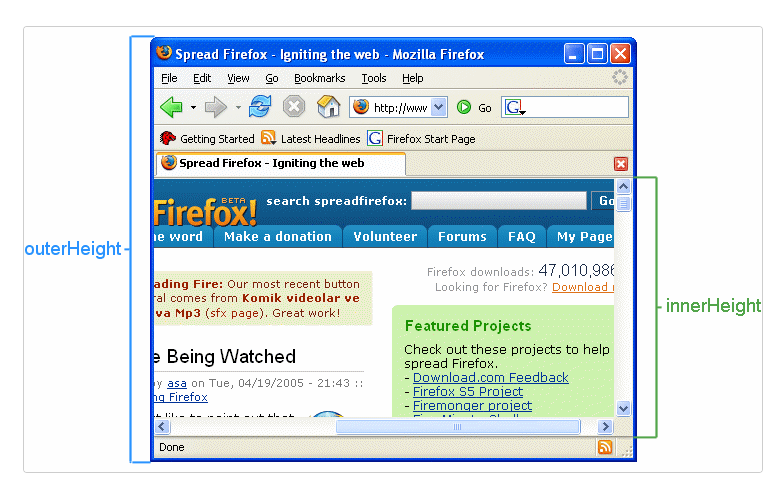 Spread Firefox - Igniting the web - Mozilla Firefox
File Edit View Go Bookmarks Tools Help
http://www Go G
Getting Started Latest Headlines G Firefox Start Page
Spread Firefox - Igniting the web
Firefox! BETA search spreadfirefox: Go
he word Make a donation Volunteer Forums FAQ My Page
Firefox downloads: 47,010,986
Looking for Firefox? Download
ading Fire: Our most recent button
ral comes from Komik videolar ve
va Mp3 (sfx page). Great work!
Featured Projects
Check out these projects to help
spread Firefox.
- Download.com Feedback
- Firefox S5 Project
- Firemonger project
e Being Watched
by asa on Tue, 04/19/2005 - 21:43 ::
ng Firefox
Done
outerHeight
innerHeight